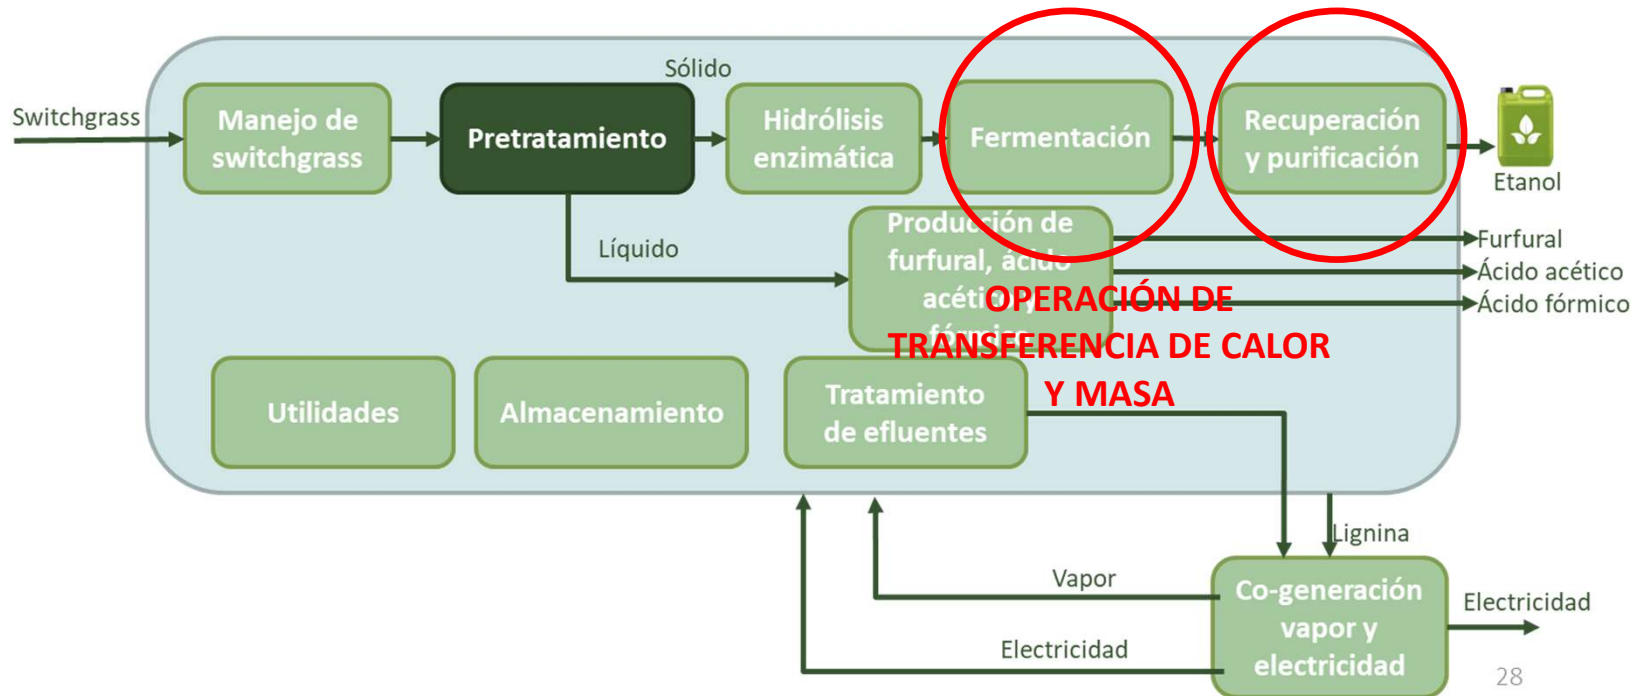 Sólido
Switchgrass
Manejo de
switchgrass
Pretratamiento
Hidrólisis
enzimática
Fermentación
Recuperación
y purificación
Etanol
Líquido
Producción de
furfural, ácido
acético y
fórmico
Furfural
Ácido acético
Ácido fórmico
OPERACIÓN DE
TRANSFERENCIA DE CALOR
Y MASA
Utilidades
Almacenamiento
Tratamiento
de efluentes
Lignina
Vapor
Electricidad
Co-generación
vapor y
electricidad
Electricidad
28